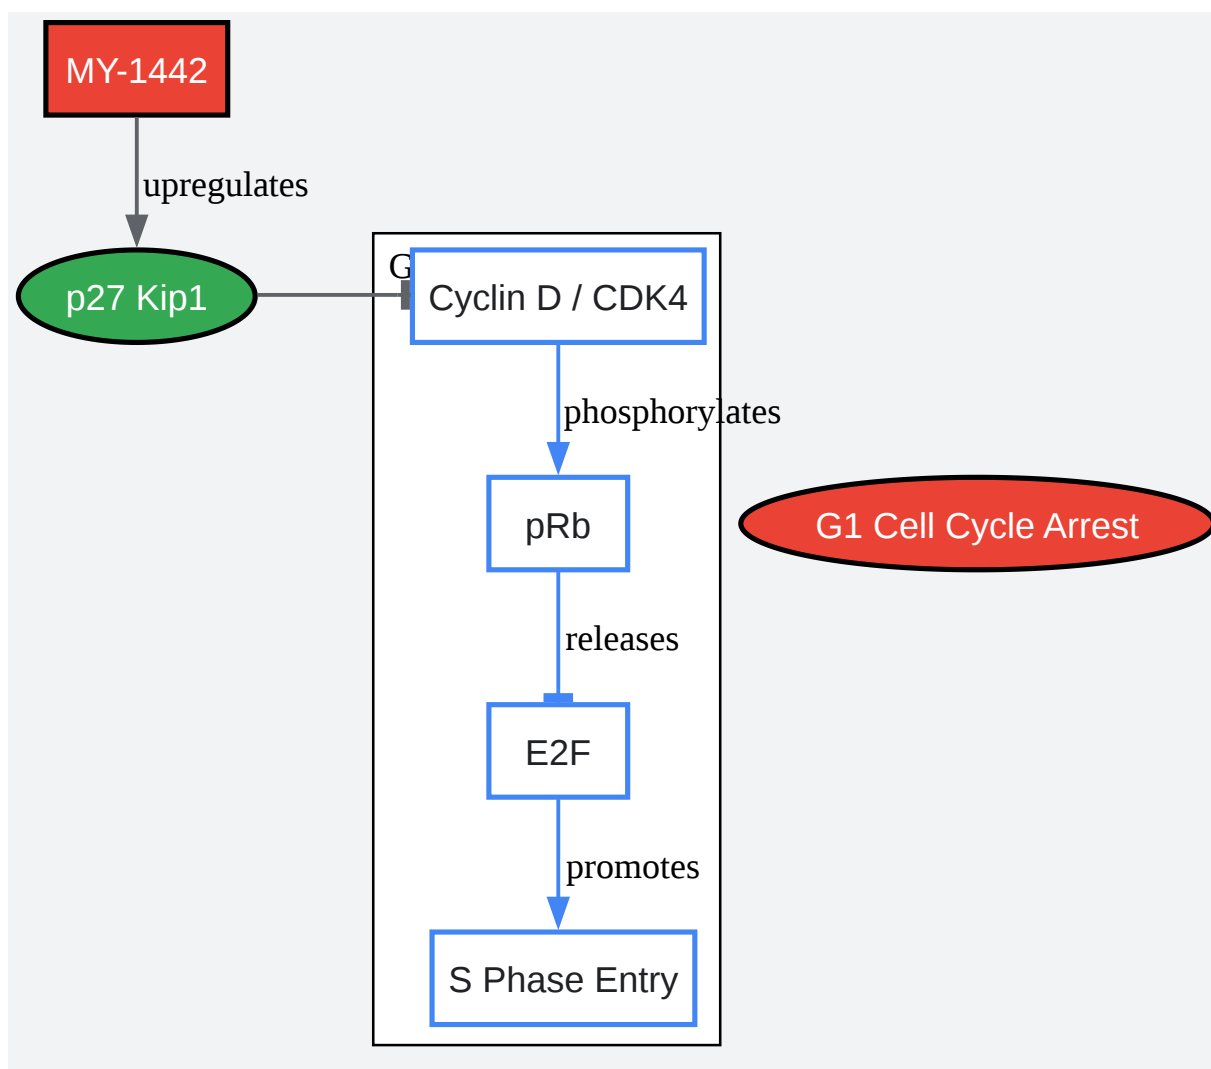 MY-1442
upregulates
p27 Kip1
G
Cyclin D / CDK4
phosphorylates
pRb
G1 Cell Cycle Arrest
releases
E2F
promotes
S Phase Entry